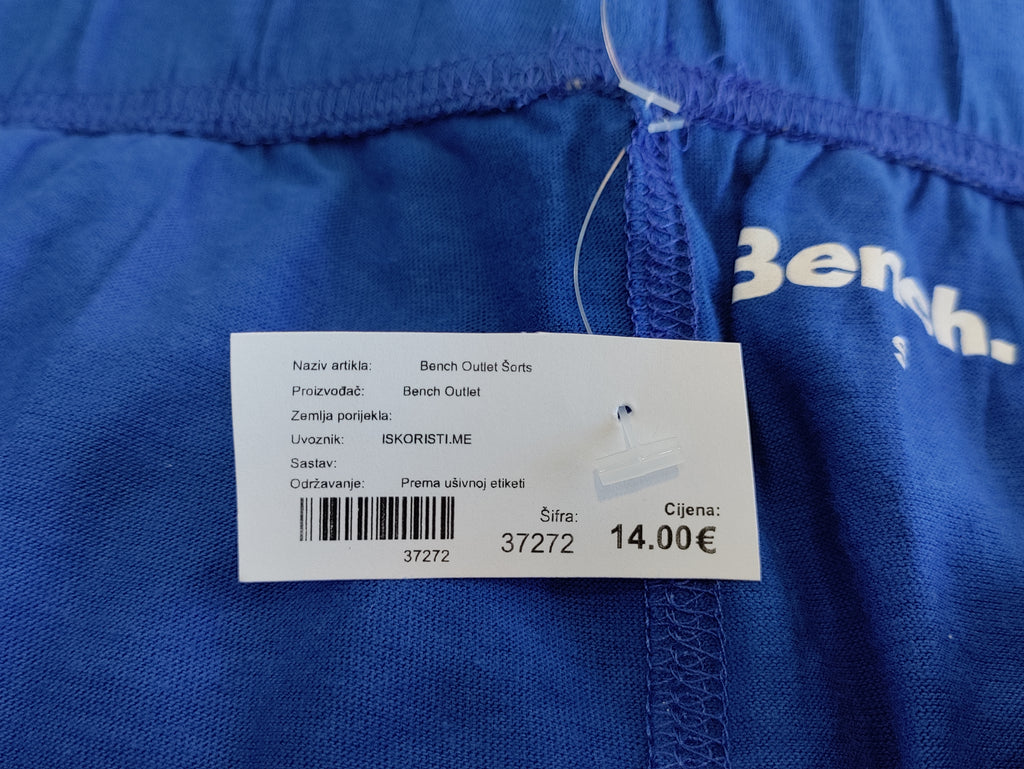 Bench.
S
Naziv artikla: Bench Outlet Šorts
Proizvođač: Bench Outlet
Zemlja porijekla:
Uvoznik: ISKORISTI.ME
Sastav:
Održavanje: Prema ušivnoj etiketi
37272
Šifra:
37272
Cijena:
14.00€